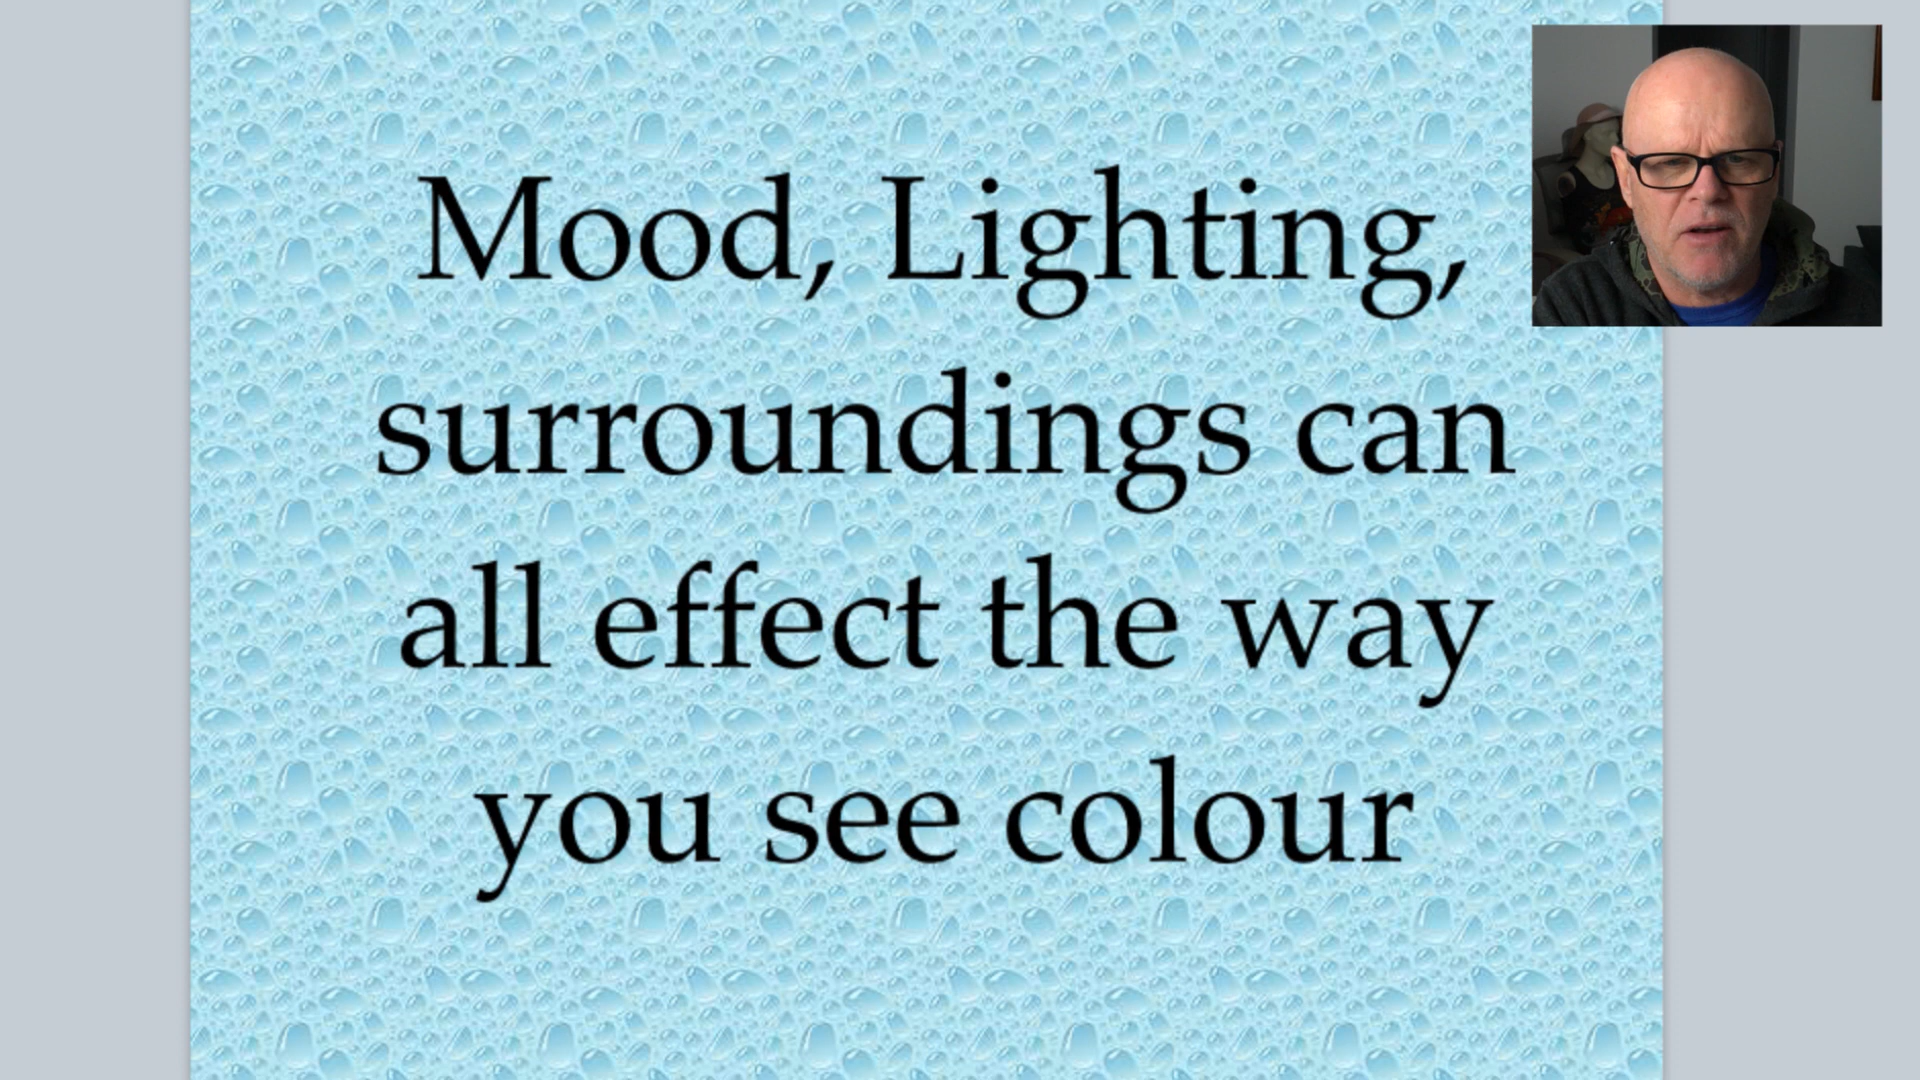 Mood, Lighting,
surroundings can
all effect the way
you see colour